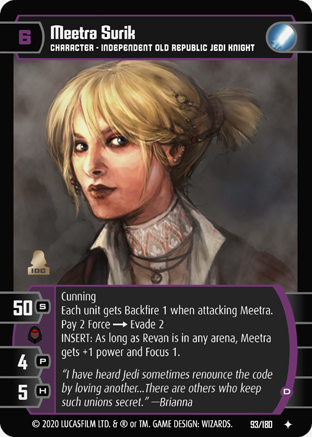 6
Meetra Surik
CHARACTER - INDEPENDENT OLD REPUBLIC JEDI KNIGHT
IDC
50 S
4 P
5 H
Cunning
Each unit gets Backfire 1 when attacking Meetra.
Pay 2 Force → Evade 2
INSERT: As long as Revan is in any arena, Meetra
gets +1 power and Focus 1.
"I have heard Jedi sometimes renounce the code
by loving another...There are others who keep
such unions secret." —Brianna
D
© 2020 LUCASFILM LTD. & ® or TM. GAME DESIGN: WIZARDS.
93/180